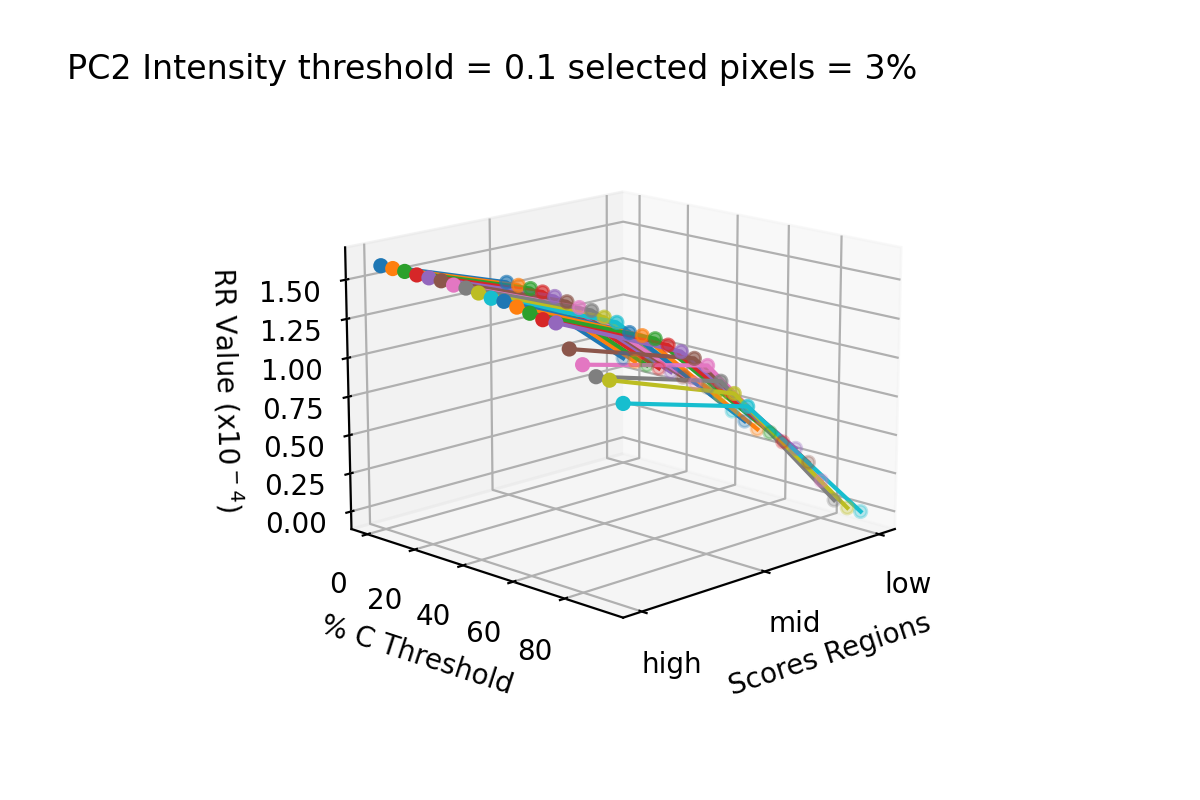 PC2 Intensity threshold = 0.1 selected pixels = 3%
RR Value (x10⁻⁴)
1.50
1.25
1.00
0.75
0.50
0.25
0.00
0
20
40
60
80
% C Threshold
high
mid
low
Scores Regions